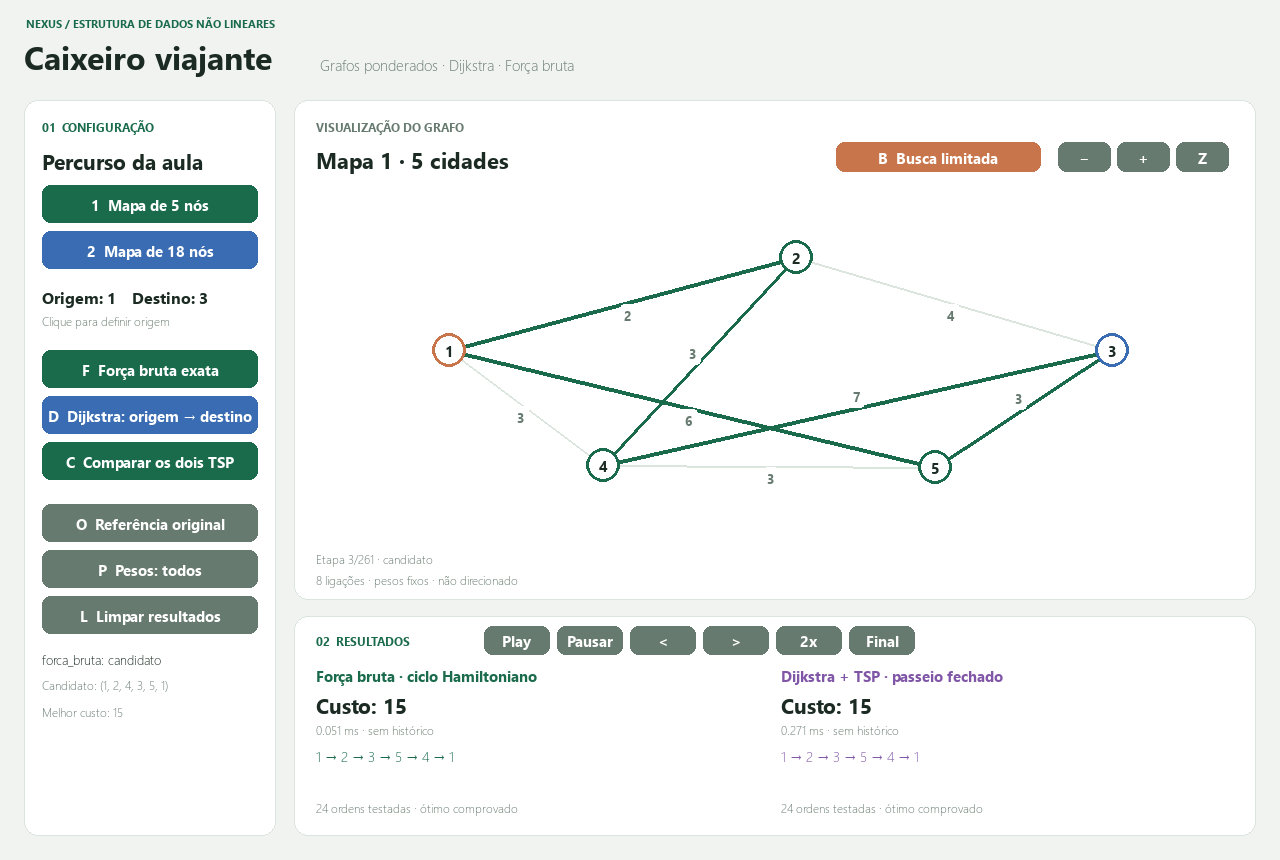 NEXUS / ESTRUTURA DE DADOS NÃO LINEARES
Caixeiro viajante
Grafos ponderados · Dijkstra · Força bruta
01 CONFIGURAÇÃO
Percurso da aula
1 Mapa de 5 nós
2 Mapa de 18 nós
Origem: 1 Destino: 3
Clique para definir origem
F Força bruta exata
D Dijkstra: origem → destino
C Comparar os dois TSP
O Referência original
P Pesos: todos
L Limpar resultados
forca_bruta: candidato
Candidato: (1, 2, 4, 3, 5, 1)
Melhor custo: 15
VISUALIZAÇÃO DO GRAFO
Mapa 1 · 5 cidades
B Busca limitada
–
+
Z
2
2
4
1
3
3
7
3
3
6
4
5
3
Etapa 3/261 · candidato
8 ligações · pesos fixos · não direcionado
02 RESULTADOS
Play
Pausar
<
>
2x
Final
Força bruta · ciclo Hamiltoniano
Custo: 15
0.051 ms · sem histórico
1 → 2 → 3 → 5 → 4 → 1
24 ordens testadas · ótimo comprovado
Dijkstra + TSP · passeio fechado
Custo: 15
0.271 ms · sem histórico
1 → 2 → 3 → 5 → 4 → 1
24 ordens testadas · ótimo comprovado